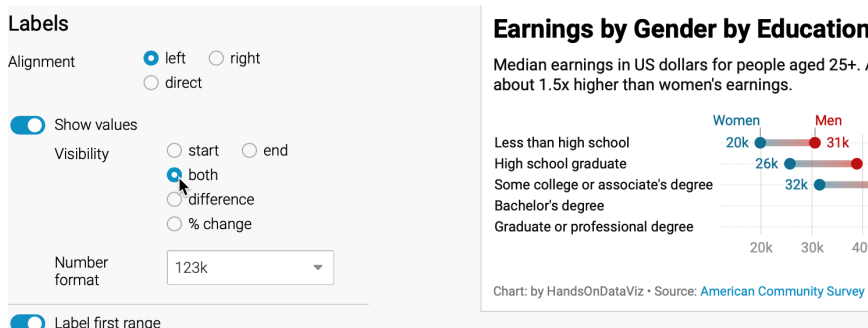 Labels
Alignment
left
right
direct
Show values
Visibility
start
end
both
difference
% change
Number
format
123k
Label first range
Earnings by Gender by Education
Median earnings in US dollars for people aged 25+. A
about 1.5x higher than women's earnings.
Women
Men
Less than high school
20k
31k
High school graduate
26k
Some college or associate's degree
32k
Bachelor's degree
Graduate or professional degree
20k
30k
40
Chart: by HandsOnDataViz • Source: American Community Survey